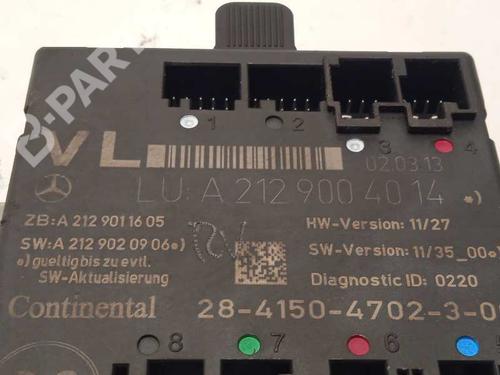 1 2 3 4
VL
02.03.13
LU: A 212 900 40 14 *)
ZB:A 212 901 16 05
HW-Version: 11/27
SW:A 212 902 09 06*)
SW-Version: 11/35_00*)
*) gueltig bis zu evtl.
SW-Aktualisierung
Diagnostic ID: 0220
Continental
28-4150-4702-3-0
8 7 6 5
B-PARTS